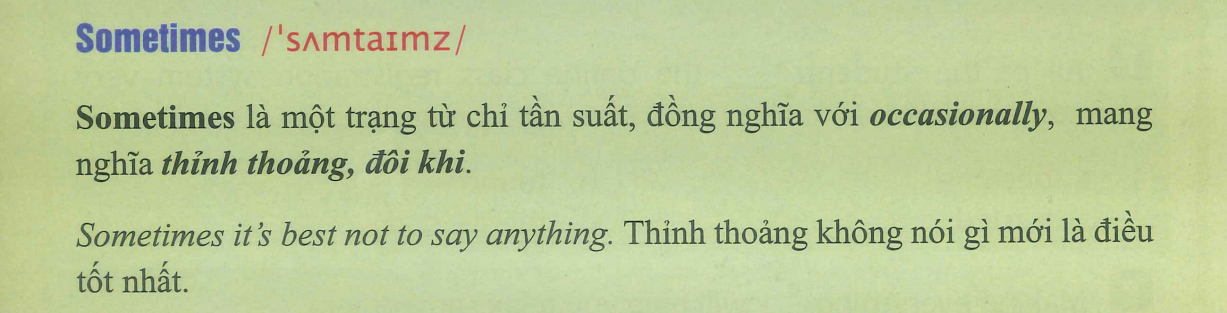 Sometimes /ˈsʌmtaɪmz/
Sometimes là một trạng từ chỉ tần suất, đồng nghĩa với occasionally, mang
nghĩa thỉnh thoảng, đôi khi.
Sometimes it's best not to say anything. Thỉnh thoảng không nói gì mới là điều
tốt nhất.